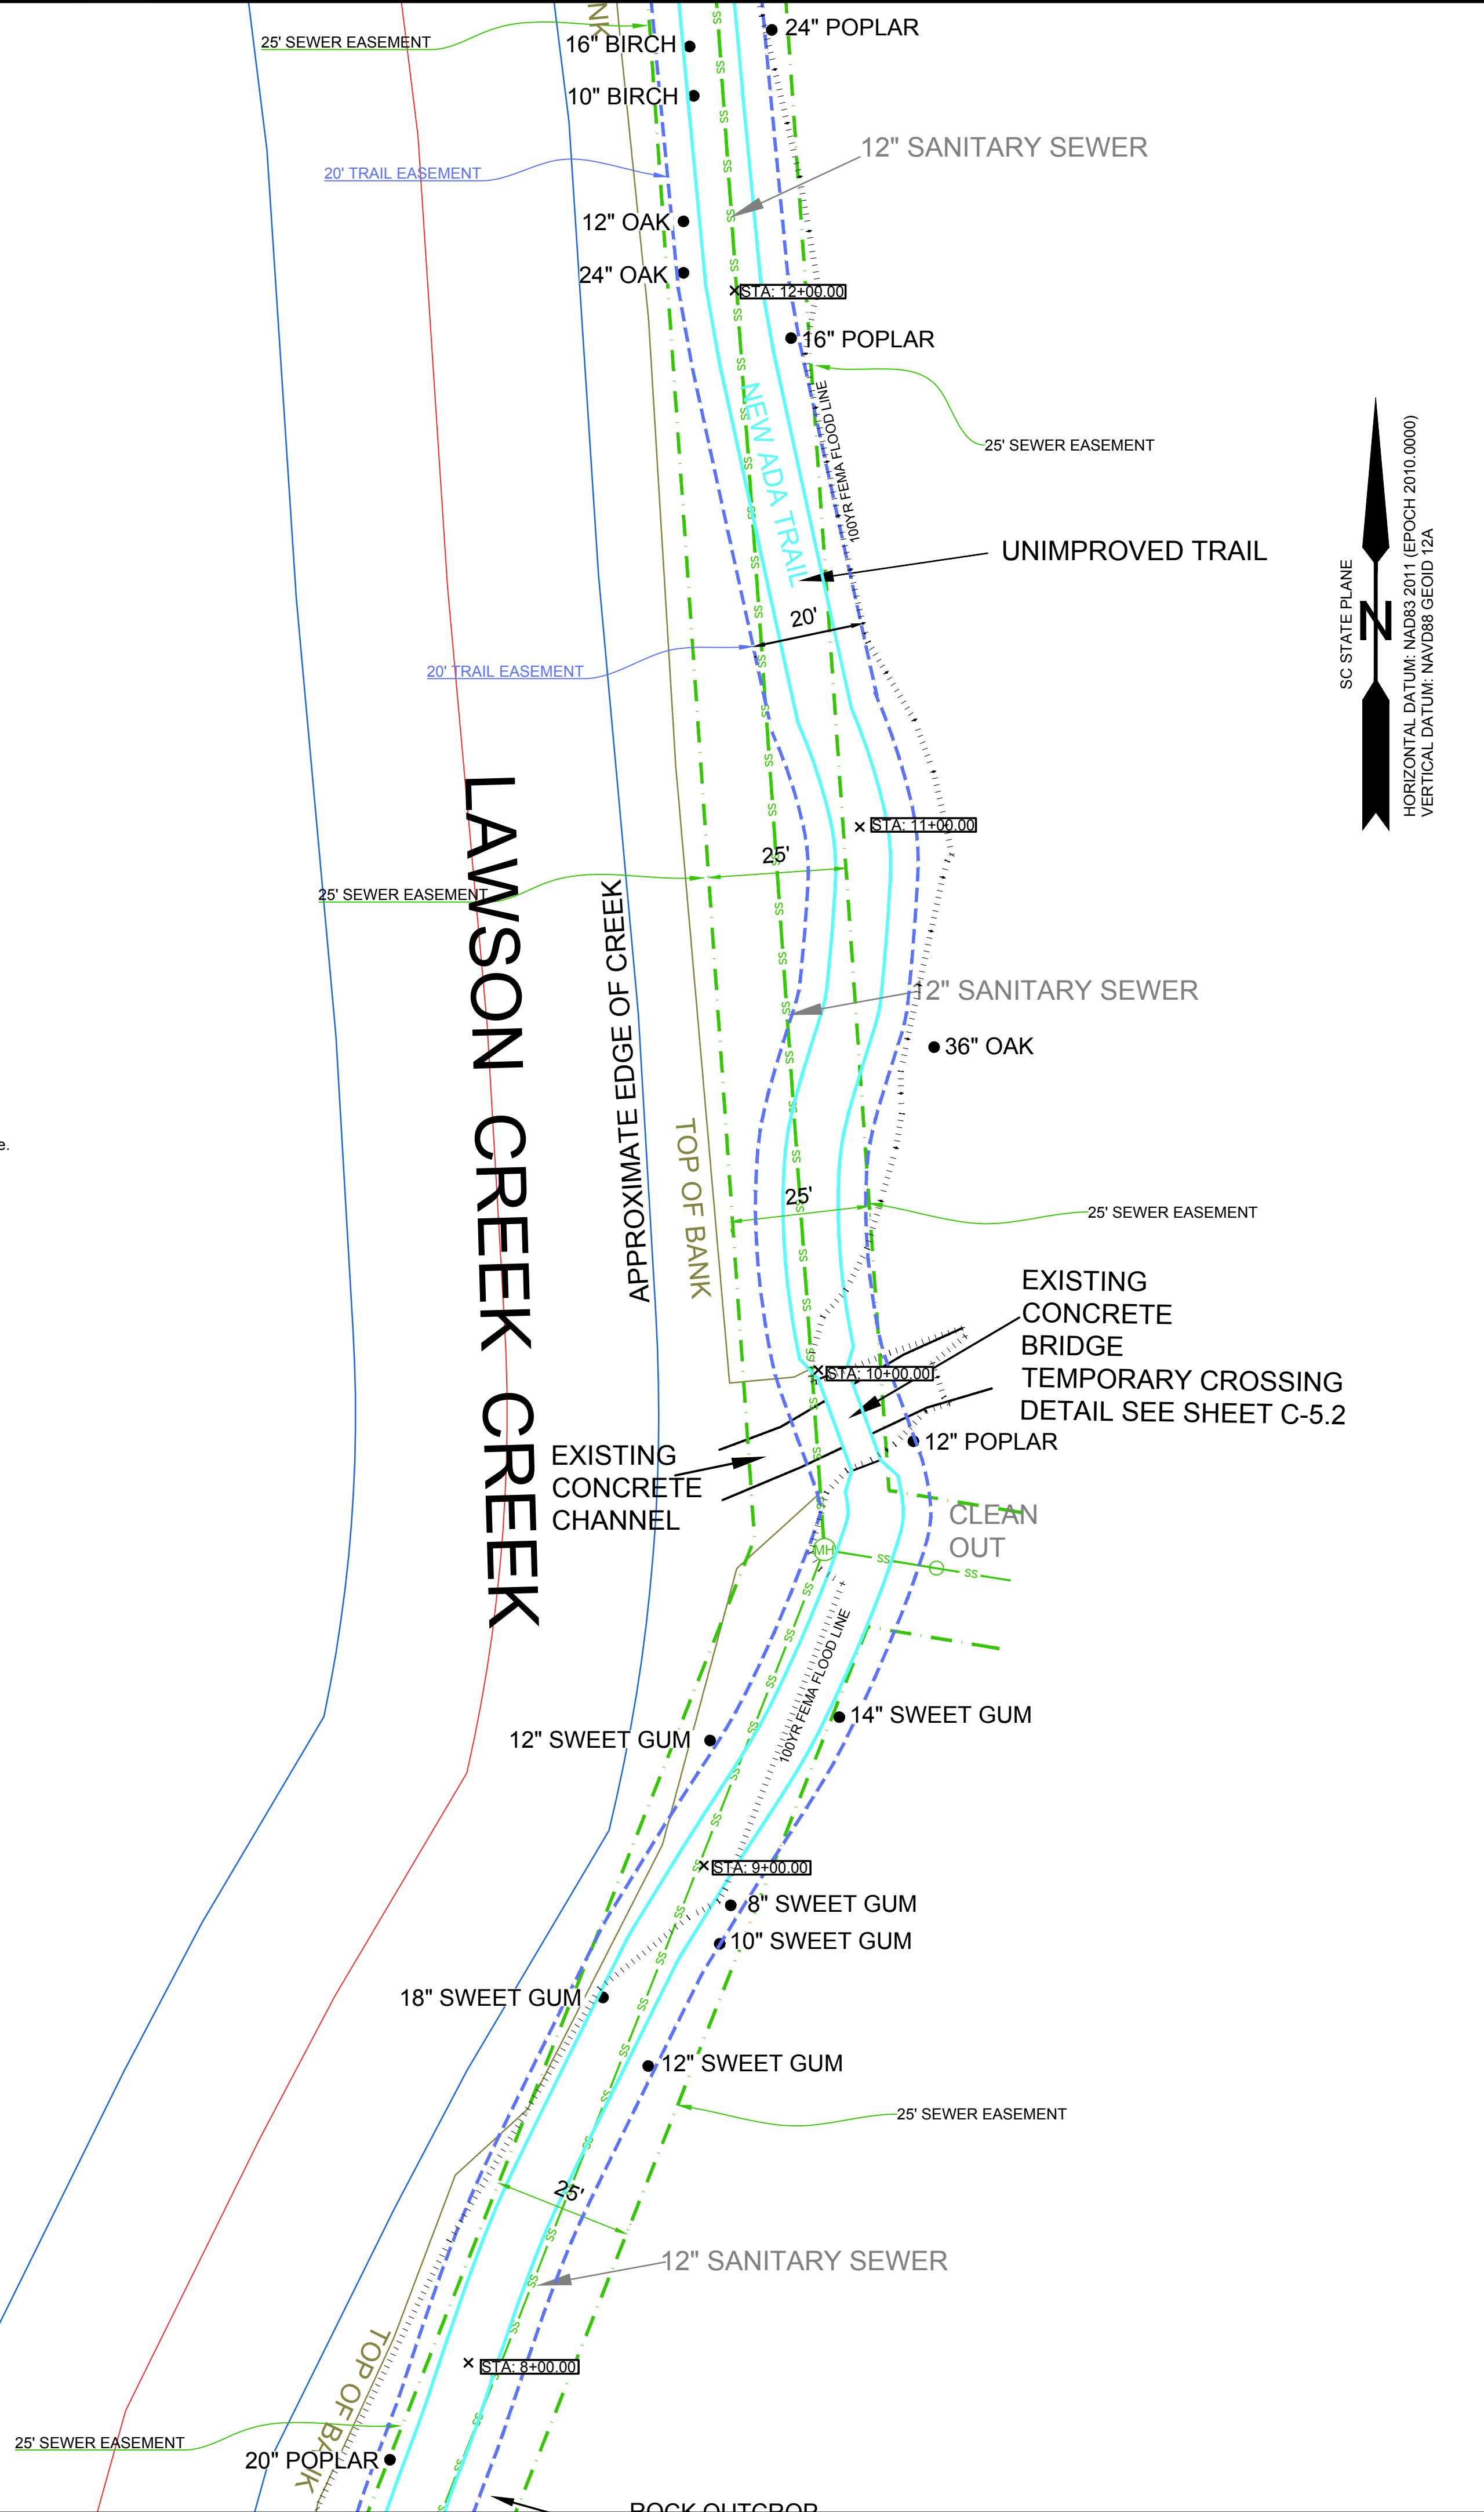 NK
24" POPLAR
25' SEWER EASEMENT
16" BIRCH
10" BIRCH
12" SANITARY SEWER
20' TRAIL EASEMENT
12" OAK
24" OAK
STA: 12+00.00
16" POPLAR
NEW ADA TRAIL
100YR FEMA FLOOD LINE
25' SEWER EASEMENT
UNIMPROVED TRAIL
SC STATE PLANE
N
HORIZONTAL DATUM: NAD83 2011 (EPOCH 2010.0000)
VERTICAL DATUM: NAVD88 GEOID 12A
20'
20' TRAIL EASEMENT
LAWSON CREEK CREEK
STA: 11+00.00
25'
25' SEWER EASEMENT
APPROXIMATE EDGE OF CREEK
12" SANITARY SEWER
36" OAK
e.
TOP OF BANK
25'
25' SEWER EASEMENT
EXISTING
CONCRETE
BRIDGE
TEMPORARY CROSSING
DETAIL SEE SHEET C-5.2
STA: 10+00.00
12" POPLAR
EXISTING
CONCRETE
CHANNEL
CLEAN
OUT
MH
SS
SS
100YR FEMA FLOOD LINE
14" SWEET GUM
12" SWEET GUM
STA: 9+00.00
8" SWEET GUM
10" SWEET GUM
18" SWEET GUM
12" SWEET GUM
25' SEWER EASEMENT
25'
12" SANITARY SEWER
STA: 8+00.00
TOP OF BANK
25' SEWER EASEMENT
20" POPLAR
ROCK OUTCROP